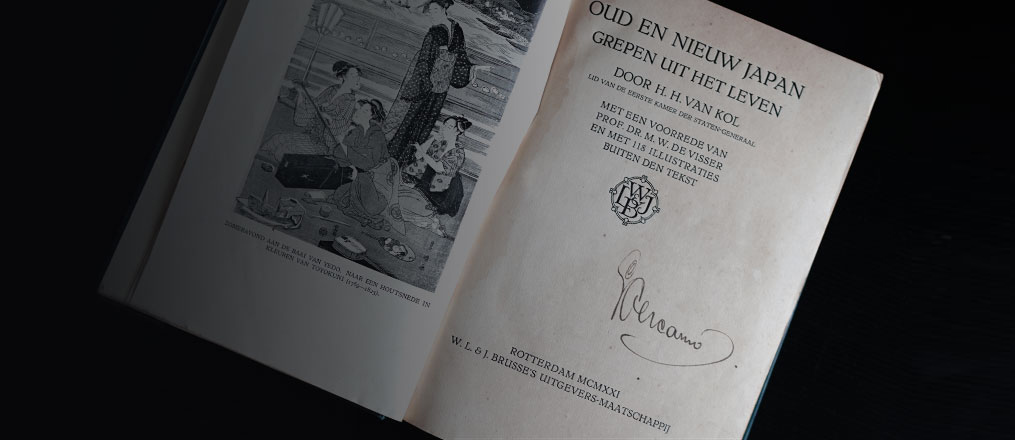 ZOMERAVOND AAN DE BAAI VAN YEDO, NAAR EEN HOUTSNEDE IN
KLEUREN VAN TOYOKUNI (1769—1825).
OUD EN NIEUW JAPAN
GREPEN UIT HET LEVEN
DOOR H. H. VAN KOL
LID VAN DE EERSTE KAMER DER STATEN-GENERAAL
MET EEN VOORREDE VAN
PROF. DR. M. W. DE VISSER
EN MET 118 ILLUSTRATIES
BUITEN DEN TEKST
ROTTERDAM MCMXXI
W. L. & J. BRUSSE'S UITGEVERS-MAATSCHAPPIJ